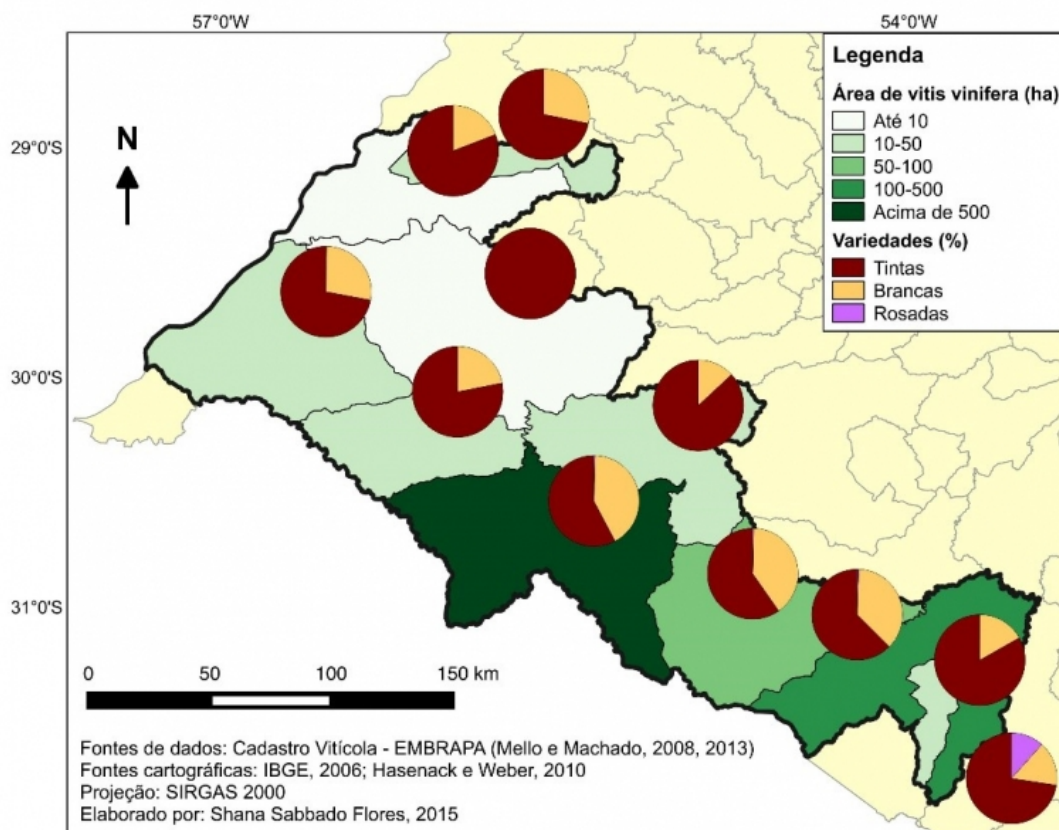 57°0'W
54°0'W
29°0'S
30°0'S
31°0'S
N
Legenda
Área de vitis vinifera (ha)
Até 10
10-50
50-100
100-500
Acima de 500
Variedades (%)
Tintas
Brancas
Rosadas
0 50 100 150 km
Fontes de dados: Cadastro Vitícola - EMBRAPA (Mello e Machado, 2008, 2013)
Fontes cartográficas: IBGE, 2006; Hasenack e Weber, 2010
Projeção: SIRGAS 2000
Elaborado por: Shana Sabbado Flores, 2015